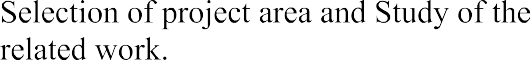 Selection of project area and Study of the
related work.